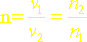 n = v₁/v₂ = n₂/n₁